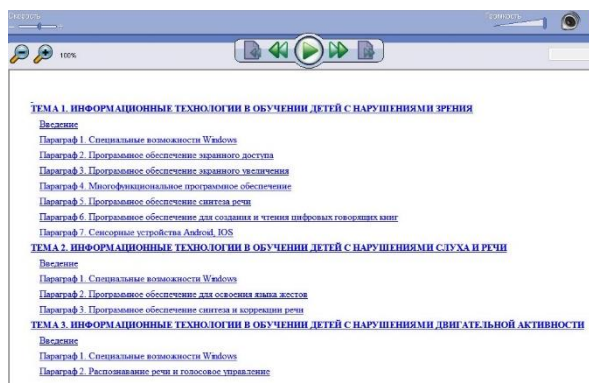 Скорость
Громкость
100%
ТЕМА 1. ИНФОРМАЦИОННЫЕ ТЕХНОЛОГИИ В ОБУЧЕНИИ ДЕТЕЙ С НАРУШЕНИЯМИ ЗРЕНИЯ
Введение
Параграф 1. Специальные возможности Windows
Параграф 2. Программное обеспечение экранного доступа
Параграф 3. Программное обеспечение экранного увеличения
Параграф 4. Многофункциональное программное обеспечение
Параграф 5. Программное обеспечение синтеза речи
Параграф 6. Программное обеспечение для создания и чтения цифровых говорящих книг
Параграф 7. Сенсорные устройства Android, IOS
ТЕМА 2. ИНФОРМАЦИОННЫЕ ТЕХНОЛОГИИ В ОБУЧЕНИИ ДЕТЕЙ С НАРУШЕНИЯМИ СЛУХА И РЕЧИ
Введение
Параграф 1. Специальные возможности Windows
Параграф 2. Программное обеспечение для освоения языка жестов
Параграф 3. Программное обеспечение синтеза и коррекции речи
ТЕМА 3. ИНФОРМАЦИОННЫЕ ТЕХНОЛОГИИ В ОБУЧЕНИИ ДЕТЕЙ С НАРУШЕНИЯМИ ДВИГАТЕЛЬНОЙ АКТИВНОСТИ
Введение
Параграф 1. Специальные возможности Windows
Параграф 2. Распознавание речи и голосовое управление